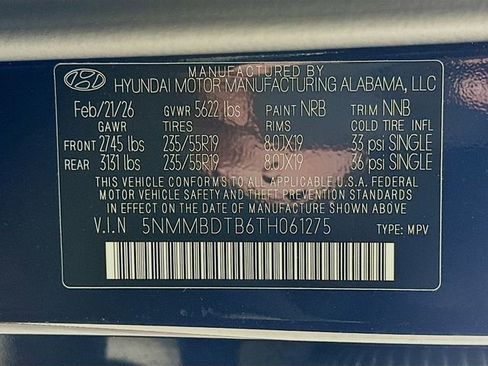 MANUFACTURED BY
HYUNDAI MOTOR MANUFACTURING ALABAMA, LLC
Feb/21/26 GVWR 5622 lbs PAINT NRB TRIM NNB
GAWR TIRES RIMS COLD TIRE INFL
FRONT 2745 lbs 235/55R19 8.0JX19 33 psi SINGLE
REAR 3131 lbs 235/55R19 8.0JX19 36 psi SINGLE
THIS VEHICLE CONFORMS TO ALL APPLICABLE U.S.A. FEDERAL
MOTOR VEHICLE SAFETY AND THEFT PREVENTION STANDARDS
IN EFFECT ON THE DATE OF MANUFACTURE SHOWN ABOVE.
V.I.N 5NMMBDTB6TH061275 TYPE: MPV